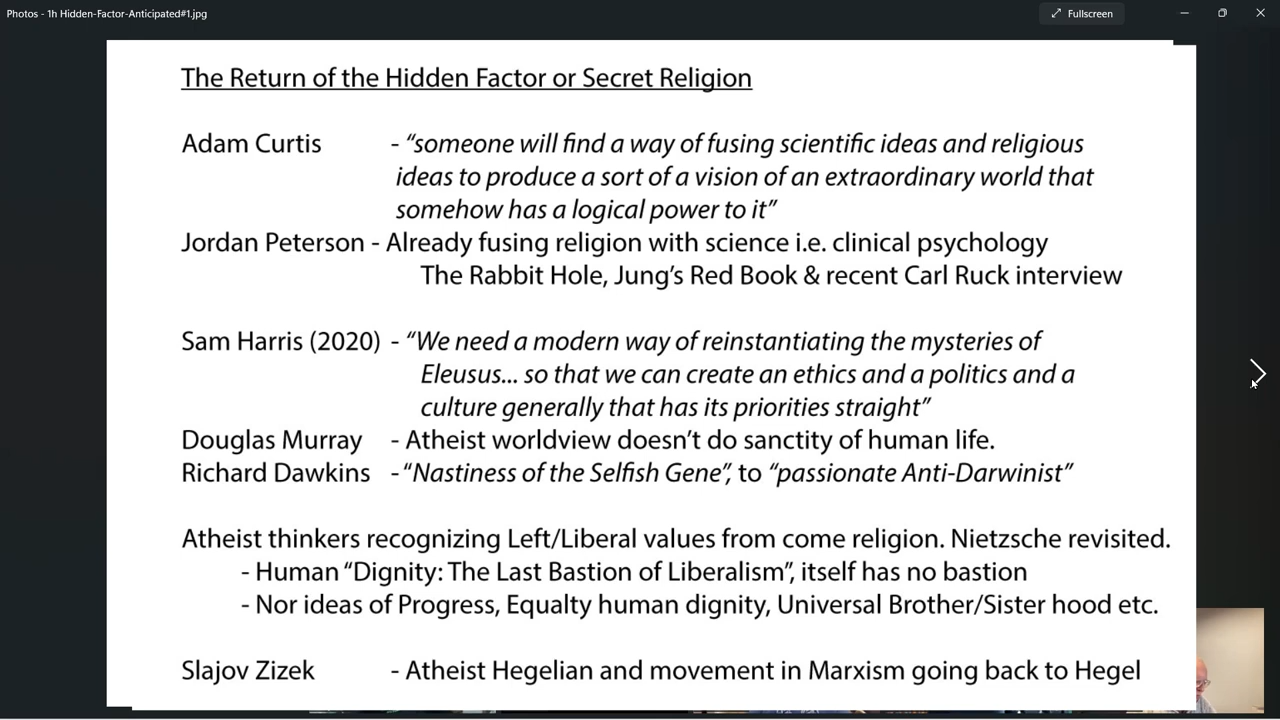 Photos - 1h Hidden-Factor-Anticipated#1.jpg
Fullscreen
The Return of the Hidden Factor or Secret Religion
Adam Curtis - “someone will find a way of fusing scientific ideas and religious
ideas to produce a sort of a vision of an extraordinary world that
somehow has a logical power to it”
Jordan Peterson - Already fusing religion with science i.e. clinical psychology
The Rabbit Hole, Jung’s Red Book & recent Carl Ruck interview
Sam Harris (2020) - “We need a modern way of reinstantiating the mysteries of
Eleusus... so that we can create an ethics and a politics and a
culture generally that has its priorities straight”
Douglas Murray - Atheist worldview doesn’t do sanctity of human life.
Richard Dawkins - “Nastiness of the Selfish Gene”, to “passionate Anti-Darwinist”
Atheist thinkers recognizing Left/Liberal values from come religion. Nietzsche revisited.
- Human “Dignity: The Last Bastion of Liberalism”, itself has no bastion
- Nor ideas of Progress, Equalty human dignity, Universal Brother/Sister hood etc.
Slajov Zizek - Atheist Hegelian and movement in Marxism going back to Hegel